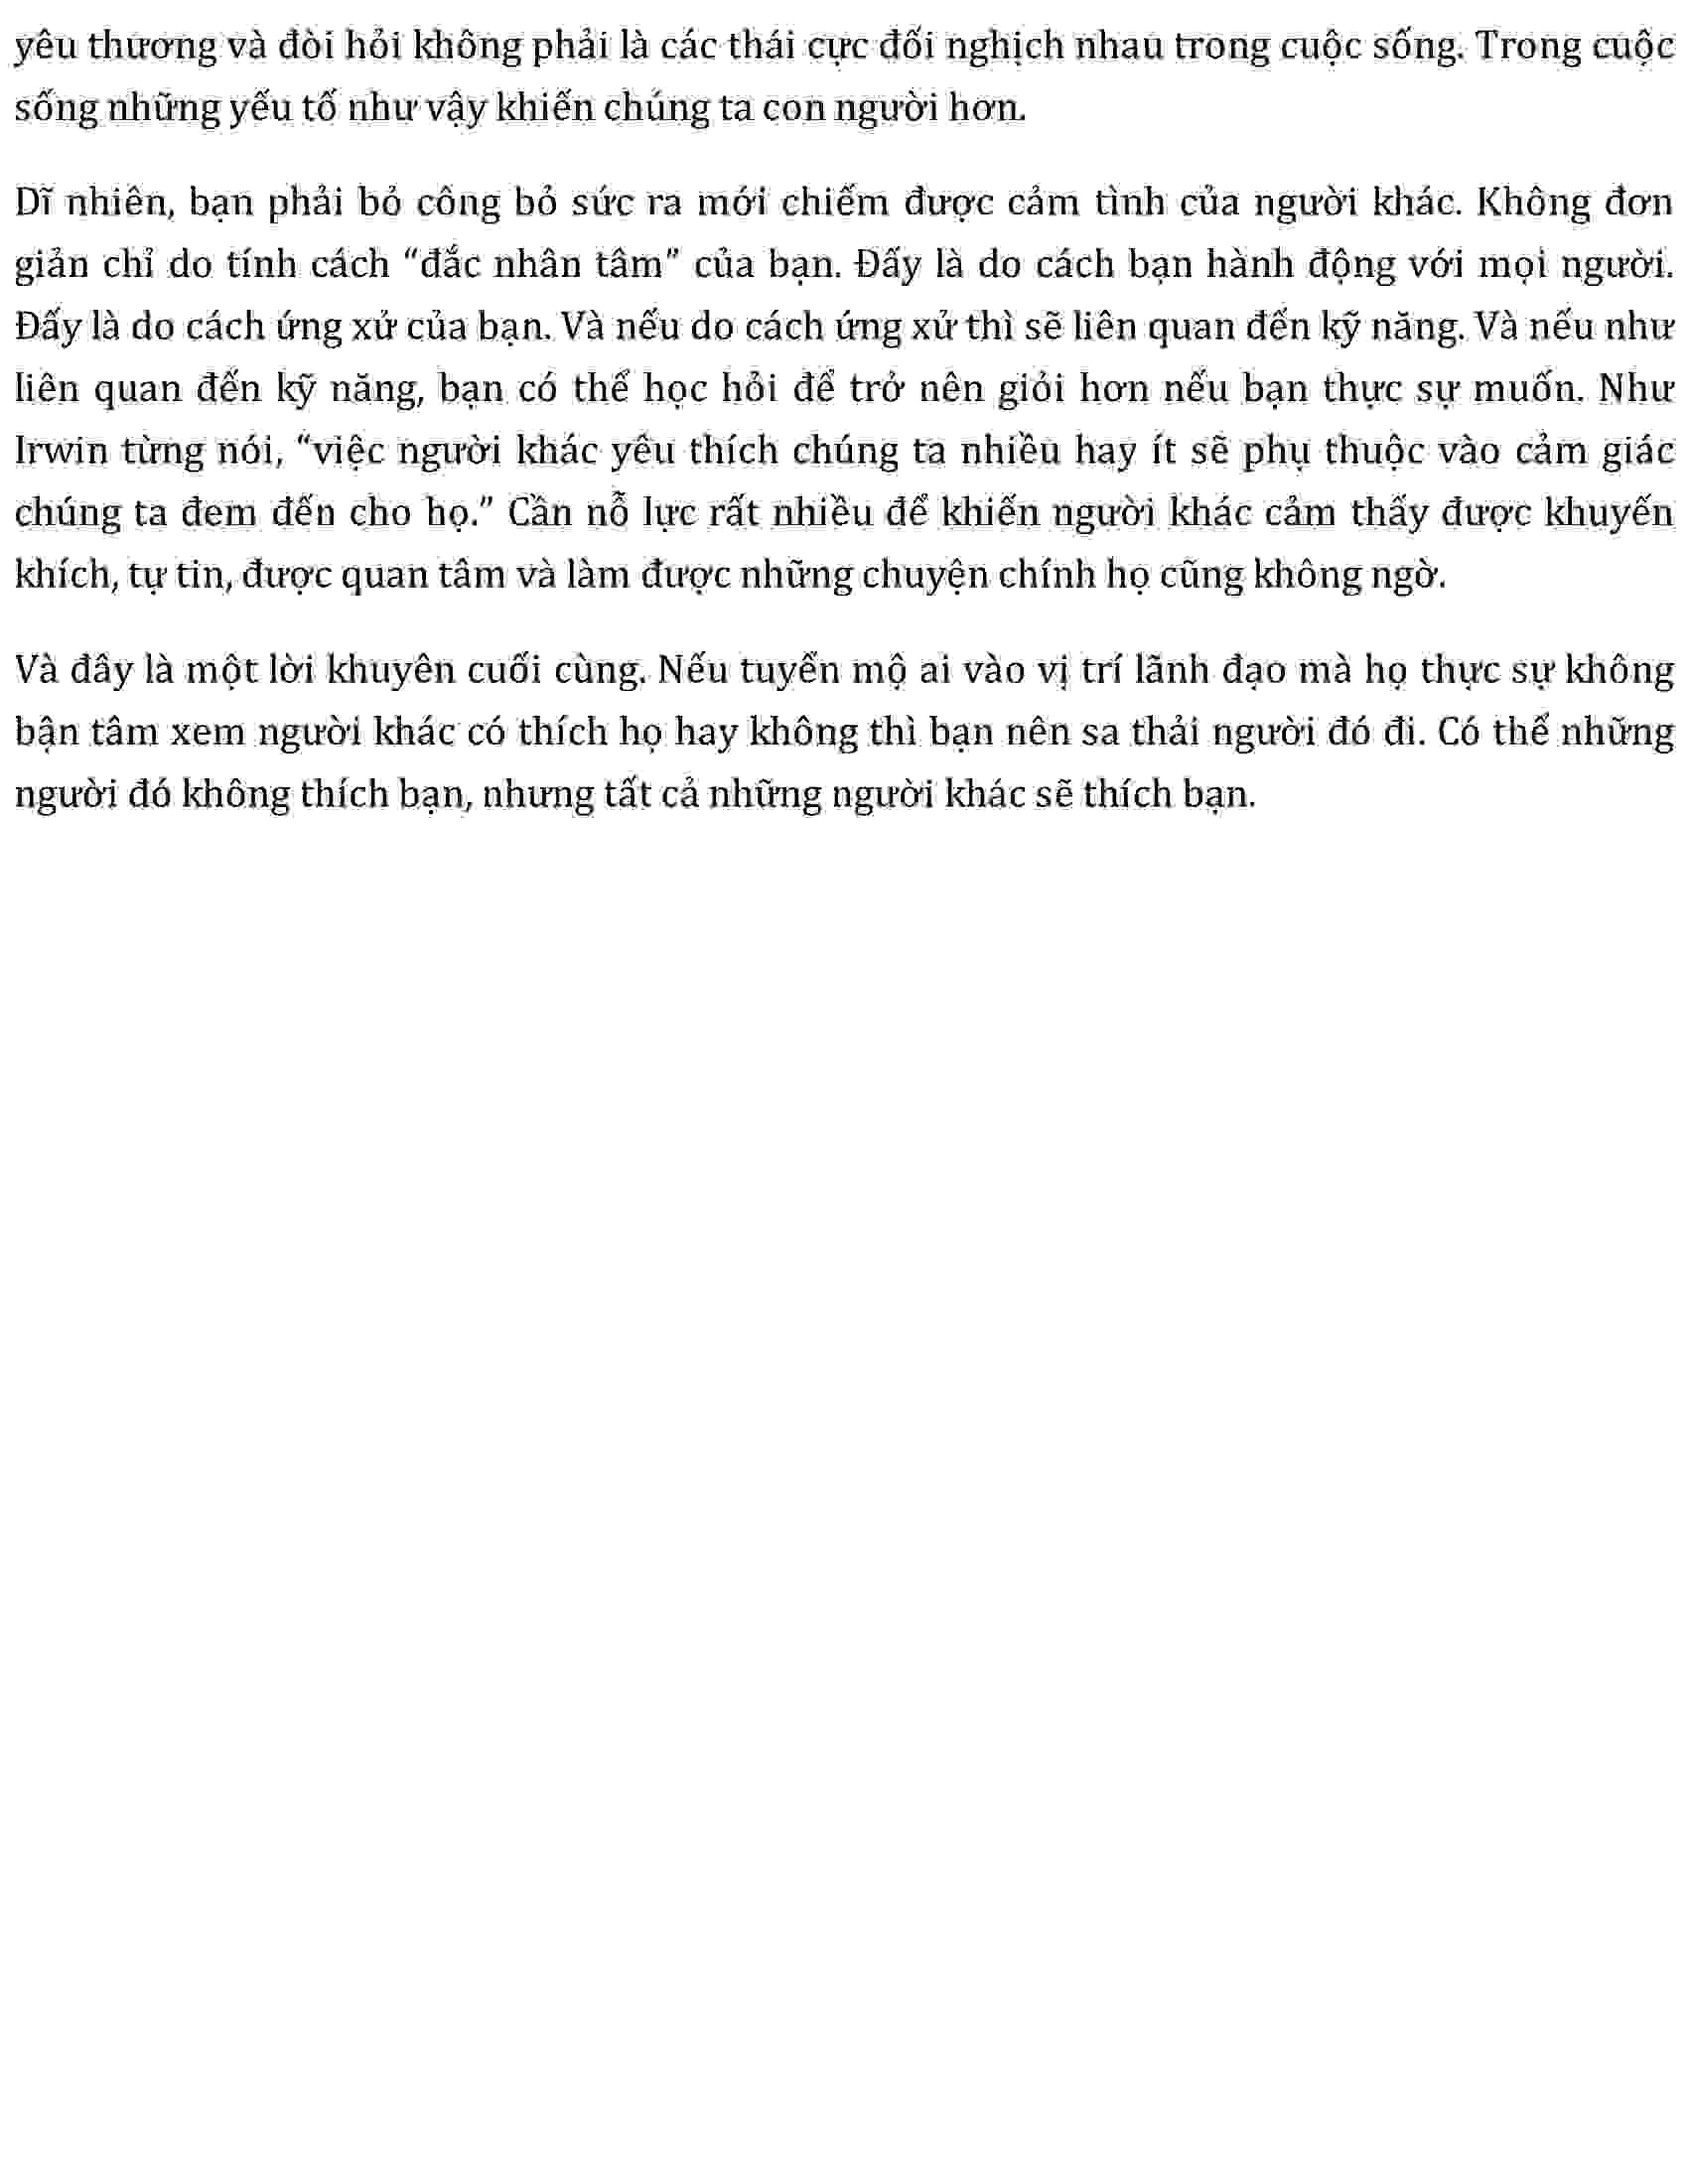 yêu thương và đòi hỏi không phải là các thái cực đối nghịch nhau trong cuộc sống. Trong cuộc
sống những yếu tố như vậy khiến chúng ta con người hơn.
Dĩ nhiên, bạn phải bỏ công bỏ sức ra mới chiếm được cảm tình của người khác. Không đơn
giản chỉ do tính cách “đắc nhân tâm” của bạn. Đấy là do cách bạn hành động với mọi người.
Đấy là do cách ứng xử của bạn. Và nếu do cách ứng xử thì sẽ liên quan đến kỹ năng. Và nếu như
liên quan đến kỹ năng, bạn có thể học hỏi để trở nên giỏi hơn nếu bạn thực sự muốn. Như
Irwin từng nói, “việc người khác yêu thích chúng ta nhiều hay ít sẽ phụ thuộc vào cảm giác
chúng ta đem đến cho họ.” Cần nỗ lực rất nhiều để khiến người khác cảm thấy được khuyến
khích, tự tin, được quan tâm và làm được những chuyện chính họ cũng không ngờ.
Và đây là một lời khuyên cuối cùng. Nếu tuyển mộ ai vào vị trí lãnh đạo mà họ thực sự không
bận tâm xem người khác có thích họ hay không thì bạn nên sa thải người đó đi. Có thể những
người đó không thích bạn, nhưng tất cả những người khác sẽ thích bạn.